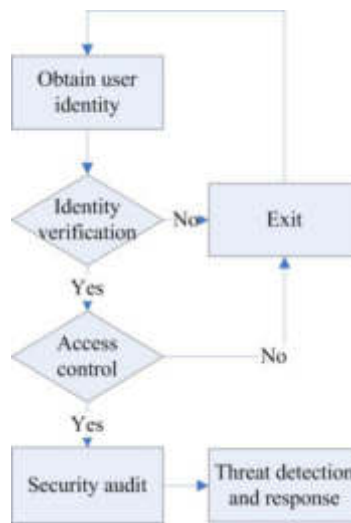 Obtain user
identity
Identity
verification
No
Exit
Yes
Access
control
No
Yes
Security audit
Threat detection
and response